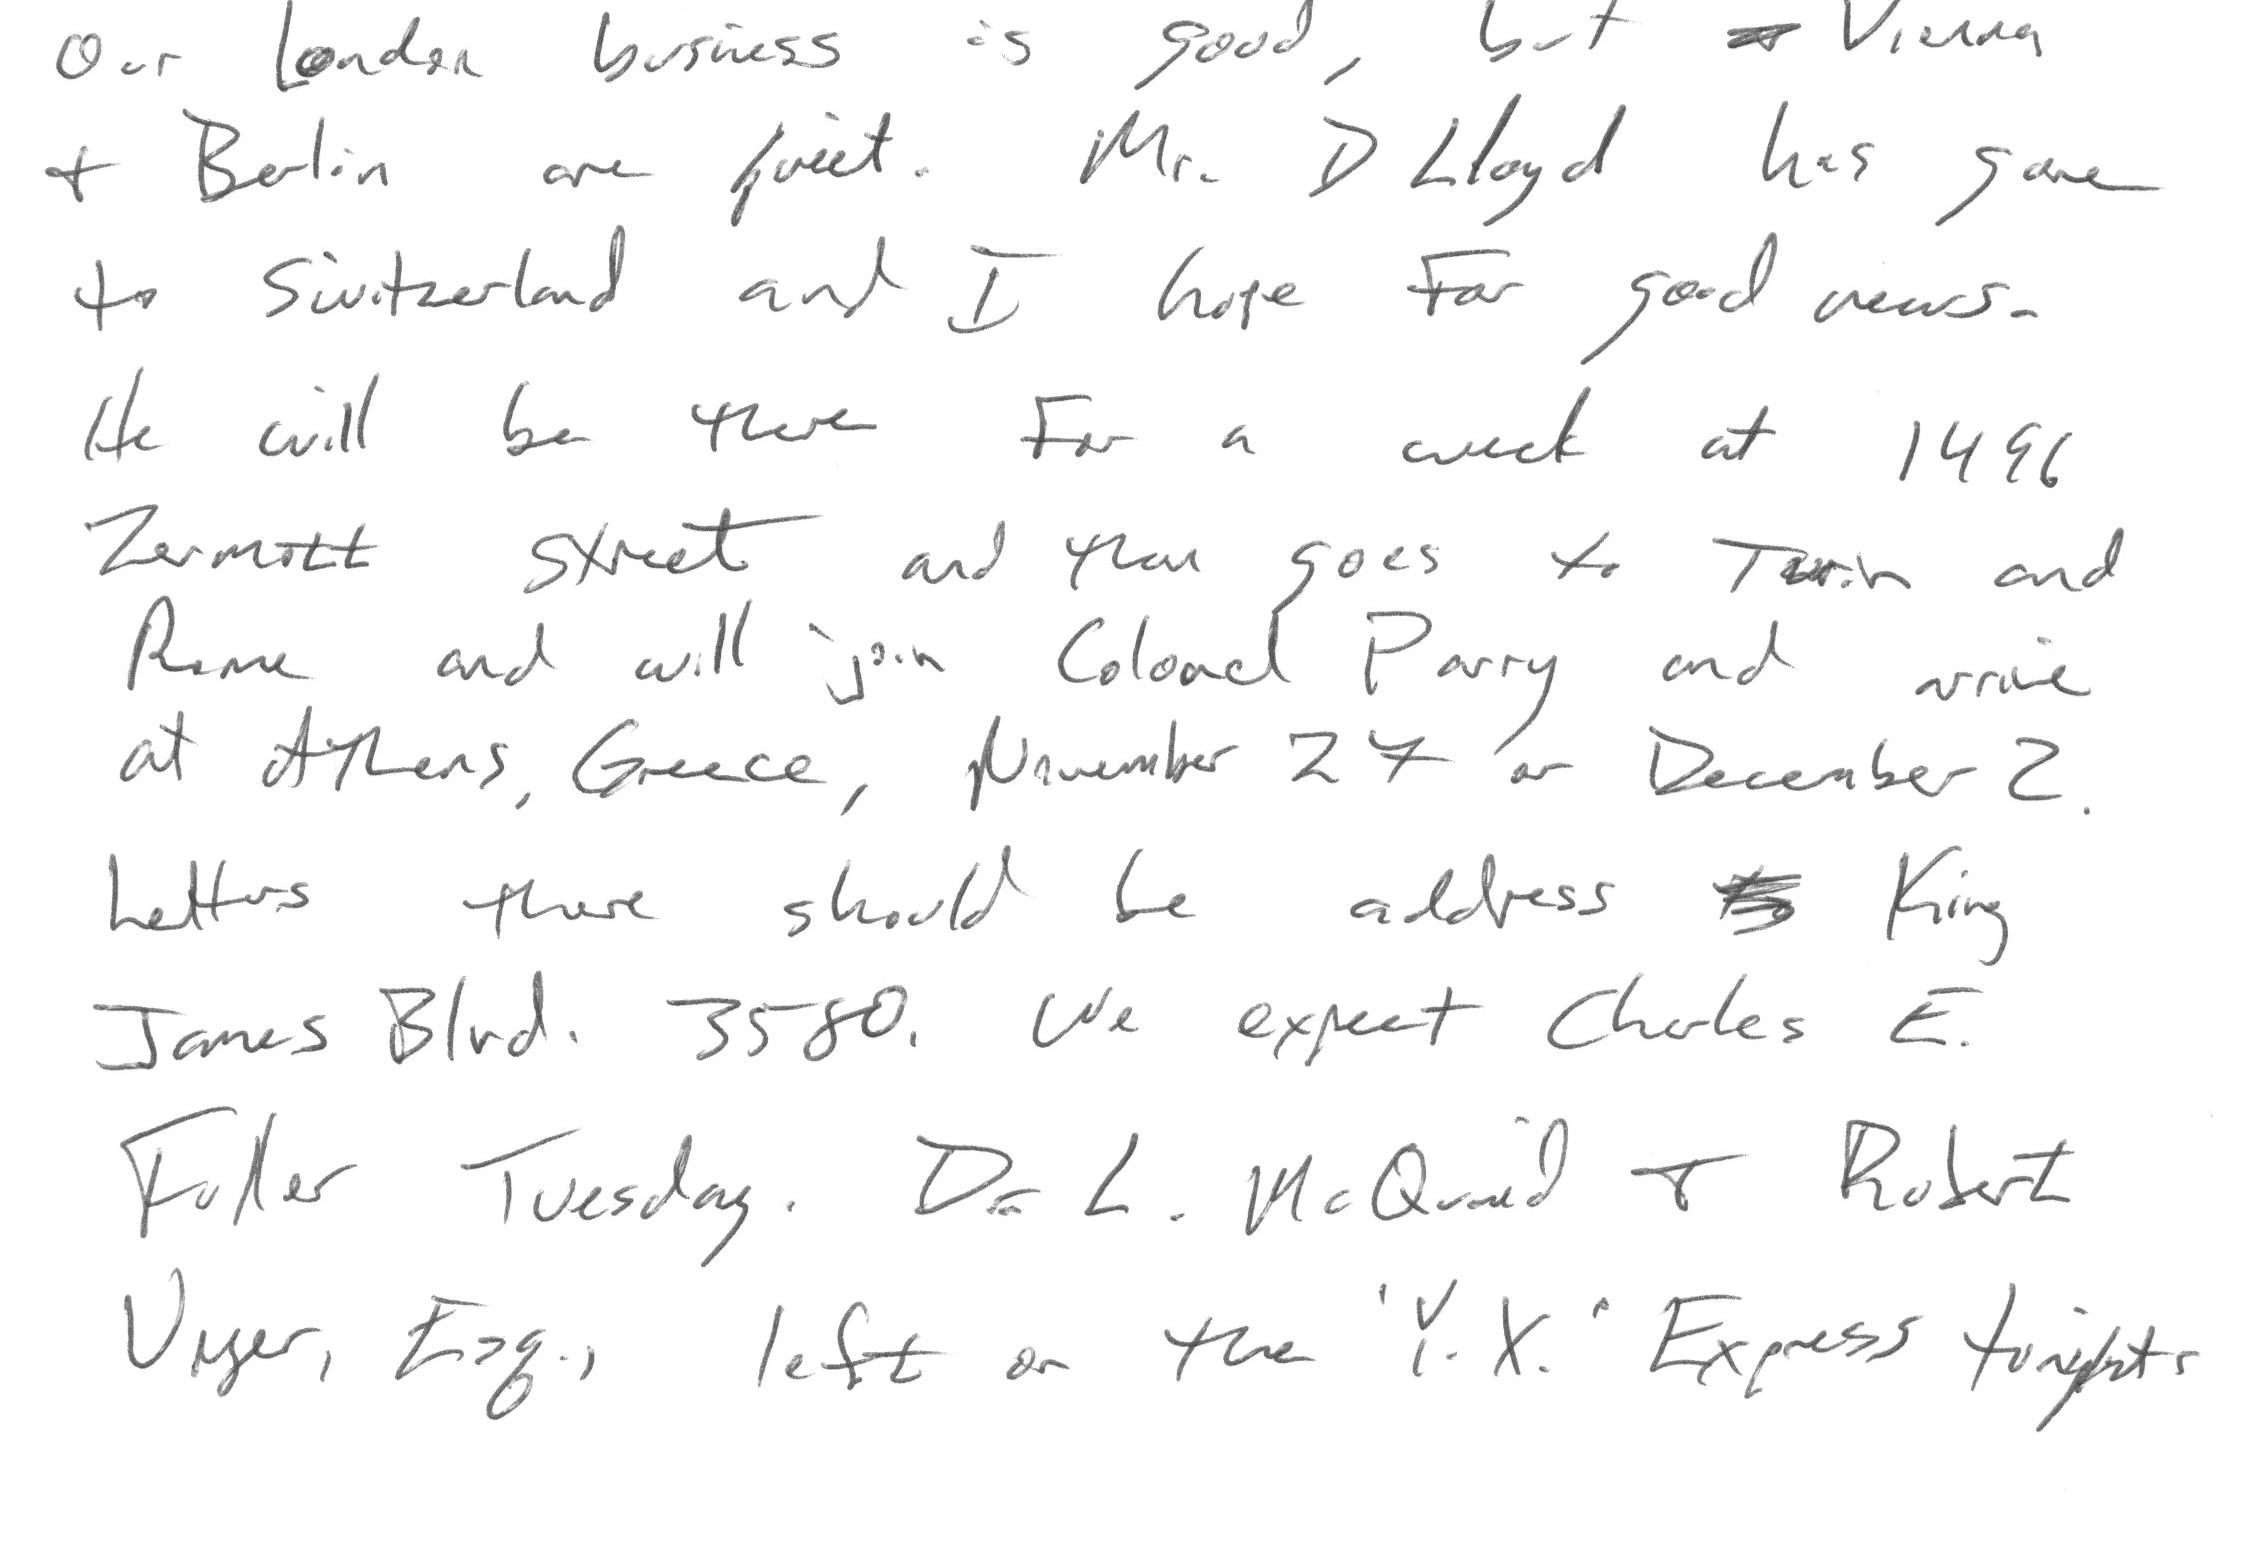 Our London business is good, but Vienna
+ Berlin are quiet. Mr. D Lloyd has gone
to Switzerland and I hope For good news.
He will be there For a week at 1496
Zermott street and then goes to Turin and
Rome and will join Colonel Parry and arrive
at Athens, Greece, November 27 or December 2.
Letters there should be address King
James Blvd. 3580. We expect Charles E.
Fuller Tuesday. Dr. L. McQuaid + Robert
Unger, Esq., left on the 'Y. X.' Express tonight.